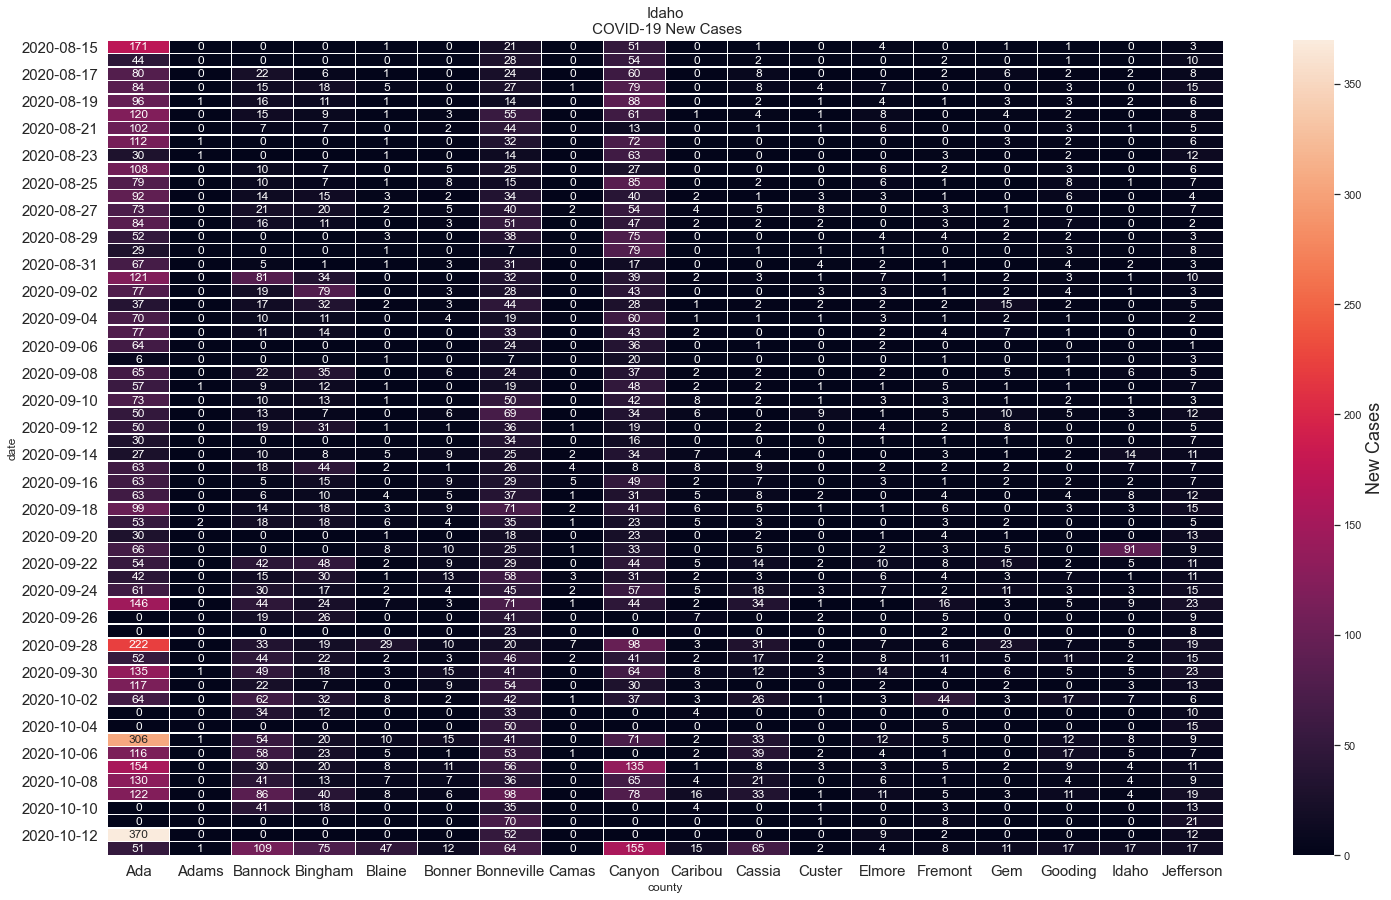 Idaho
COVID-19 New Cases
2020-08-15 171 0 0 0 1 0 21 0 51 0 1 0 4 0 1 1 0 3
44 0 0 0 0 0 28 0 54 0 2 0 0 2 0 1 0 10
2020-08-17 80 0 22 6 1 0 24 0 60 0 8 0 0 2 6 2 2 8
84 0 15 18 5 0 27 1 79 0 8 4 7 0 0 3 0 15
2020-08-19 96 1 16 11 1 0 14 0 88 0 2 1 4 1 3 3 2 6
120 0 15 9 1 3 55 0 61 1 4 1 8 0 4 2 0 8
2020-08-21 102 0 7 7 0 2 44 0 13 0 1 1 6 0 0 3 1 5
112 1 0 0 1 0 32 0 72 0 0 0 0 0 3 2 0 6
2020-08-23 30 1 0 0 1 0 14 0 63 0 0 0 0 3 0 2 0 12
108 0 10 7 0 5 25 0 27 0 0 0 6 2 0 3 0 6
2020-08-25 79 0 10 7 1 8 15 0 85 0 2 0 6 1 0 8 1 7
92 0 14 15 3 2 34 0 40 2 1 3 3 1 0 6 0 4
2020-08-27 73 0 21 20 2 5 40 2 54 4 5 8 0 3 1 0 0 7
84 0 16 11 0 3 51 0 47 2 2 2 0 3 2 7 0 2
2020-08-29 52 0 0 0 3 0 38 0 75 0 0 0 4 4 2 2 0 3
29 0 0 0 1 0 7 0 79 0 1 0 1 0 0 3 0 8
2020-08-31 67 0 5 1 1 3 31 0 17 0 0 4 2 1 0 4 2 3
121 0 81 34 0 0 32 0 39 2 3 1 7 1 2 3 1 10
2020-09-02 77 0 19 79 0 3 28 0 43 0 0 3 3 1 2 4 1 3
37 0 17 32 2 3 44 0 28 1 2 2 2 2 15 2 0 5
2020-09-04 70 0 10 11 0 4 19 0 60 1 1 1 3 1 2 1 0 2
77 0 11 14 0 0 33 0 43 2 0 0 2 4 7 1 0 0
2020-09-06 64 0 0 0 0 0 24 0 36 0 1 0 2 0 0 0 0 1
6 0 0 0 1 0 7 0 20 0 0 0 0 1 0 1 0 3
2020-09-08 65 0 22 35 0 6 24 0 37 2 2 0 2 0 5 1 6 5
57 1 9 12 1 0 19 0 48 2 2 1 1 0 5 1 0 7
2020-09-10 73 0 10 13 1 0 50 0 42 8 2 1 3 3 1 2 1 3
50 0 13 7 0 6 69 0 34 6 0 9 1 5 10 5 3 12
2020-09-12 50 0 19 31 1 1 36 1 19 0 2 0 4 2 8 0 0 5
30 0 0 0 0 0 34 0 16 0 0 0 1 1 1 0 0 7
2020-09-14 27 0 10 8 5 9 25 2 34 7 4 0 0 3 1 2 14 11
63 0 18 44 2 1 26 4 8 8 9 0 2 2 2 0 7 7
2020-09-16 63 0 5 15 0 9 29 5 49 2 7 0 3 1 2 2 2 7
63 0 6 10 4 5 37 1 31 5 8 2 0 4 0 4 8 12
2020-09-18 99 0 14 18 3 9 71 2 41 6 5 1 1 6 0 3 3 15
53 2 18 18 6 4 35 1 23 5 3 0 0 3 2 0 0 5
2020-09-20 30 0 0 0 1 0 18 0 23 0 2 0 1 4 1 0 0 13
66 0 0 0 8 10 25 1 33 0 5 0 2 3 5 0 91 9
2020-09-22 54 0 42 48 2 9 29 0 44 5 14 2 10 8 15 2 5 11
42 0 15 30 1 13 58 3 31 2 3 0 6 4 3 7 1 11
2020-09-24 61 0 30 17 2 4 45 2 57 5 18 3 7 2 11 3 3 15
146 0 44 24 7 3 71 1 44 2 34 1 1 16 3 5 9 23
2020-09-26 0 0 19 26 0 0 41 0 0 7 0 2 0 5 0 0 0 9
0 0 0 0 0 0 23 0 0 0 0 0 0 2 0 0 0 8
2020-09-28 222 0 33 19 29 10 20 7 98 3 31 0 7 6 23 7 5 19
52 0 44 22 2 3 46 2 41 2 17 2 8 11 5 11 2 15
2020-09-30 135 1 49 18 3 15 41 0 64 8 12 3 14 4 6 5 5 23
117 0 22 7 0 9 54 0 30 3 0 0 2 0 2 0 3 13
2020-10-02 64 0 62 32 8 2 42 1 37 3 26 1 3 44 3 17 7 6
0 0 34 12 0 0 33 0 0 4 0 0 0 0 0 0 0 10
2020-10-04 0 0 0 0 0 0 50 0 0 0 0 0 0 5 0 0 0 15
306 1 54 20 10 15 41 0 71 2 33 0 12 5 0 12 8 9
2020-10-06 116 0 58 23 5 1 53 1 0 2 39 2 4 1 0 17 5 7
154 0 30 20 8 11 56 0 135 1 8 3 3 5 2 9 4 11
2020-10-08 130 0 41 13 7 7 36 0 65 4 21 0 6 1 0 4 4 9
122 0 86 40 8 6 98 0 78 16 33 1 11 5 3 11 4 19
2020-10-10 0 0 41 18 0 0 35 0 0 4 0 1 0 3 0 0 0 13
0 0 0 0 0 0 70 0 0 0 0 1 0 8 0 0 0 21
2020-10-12 370 0 0 0 0 0 52 0 0 0 0 0 9 2 0 0 0 12
51 1 109 75 47 12 64 0 155 15 65 2 4 8 11 17 17 17
Ada Adams Bannock Bingham Blaine Bonner Bonneville Camas Canyon Caribou Cassia Custer Elmore Fremont Gem Gooding Idaho Jefferson
county
date
350
300
250
200
150
100
50
0
New Cases